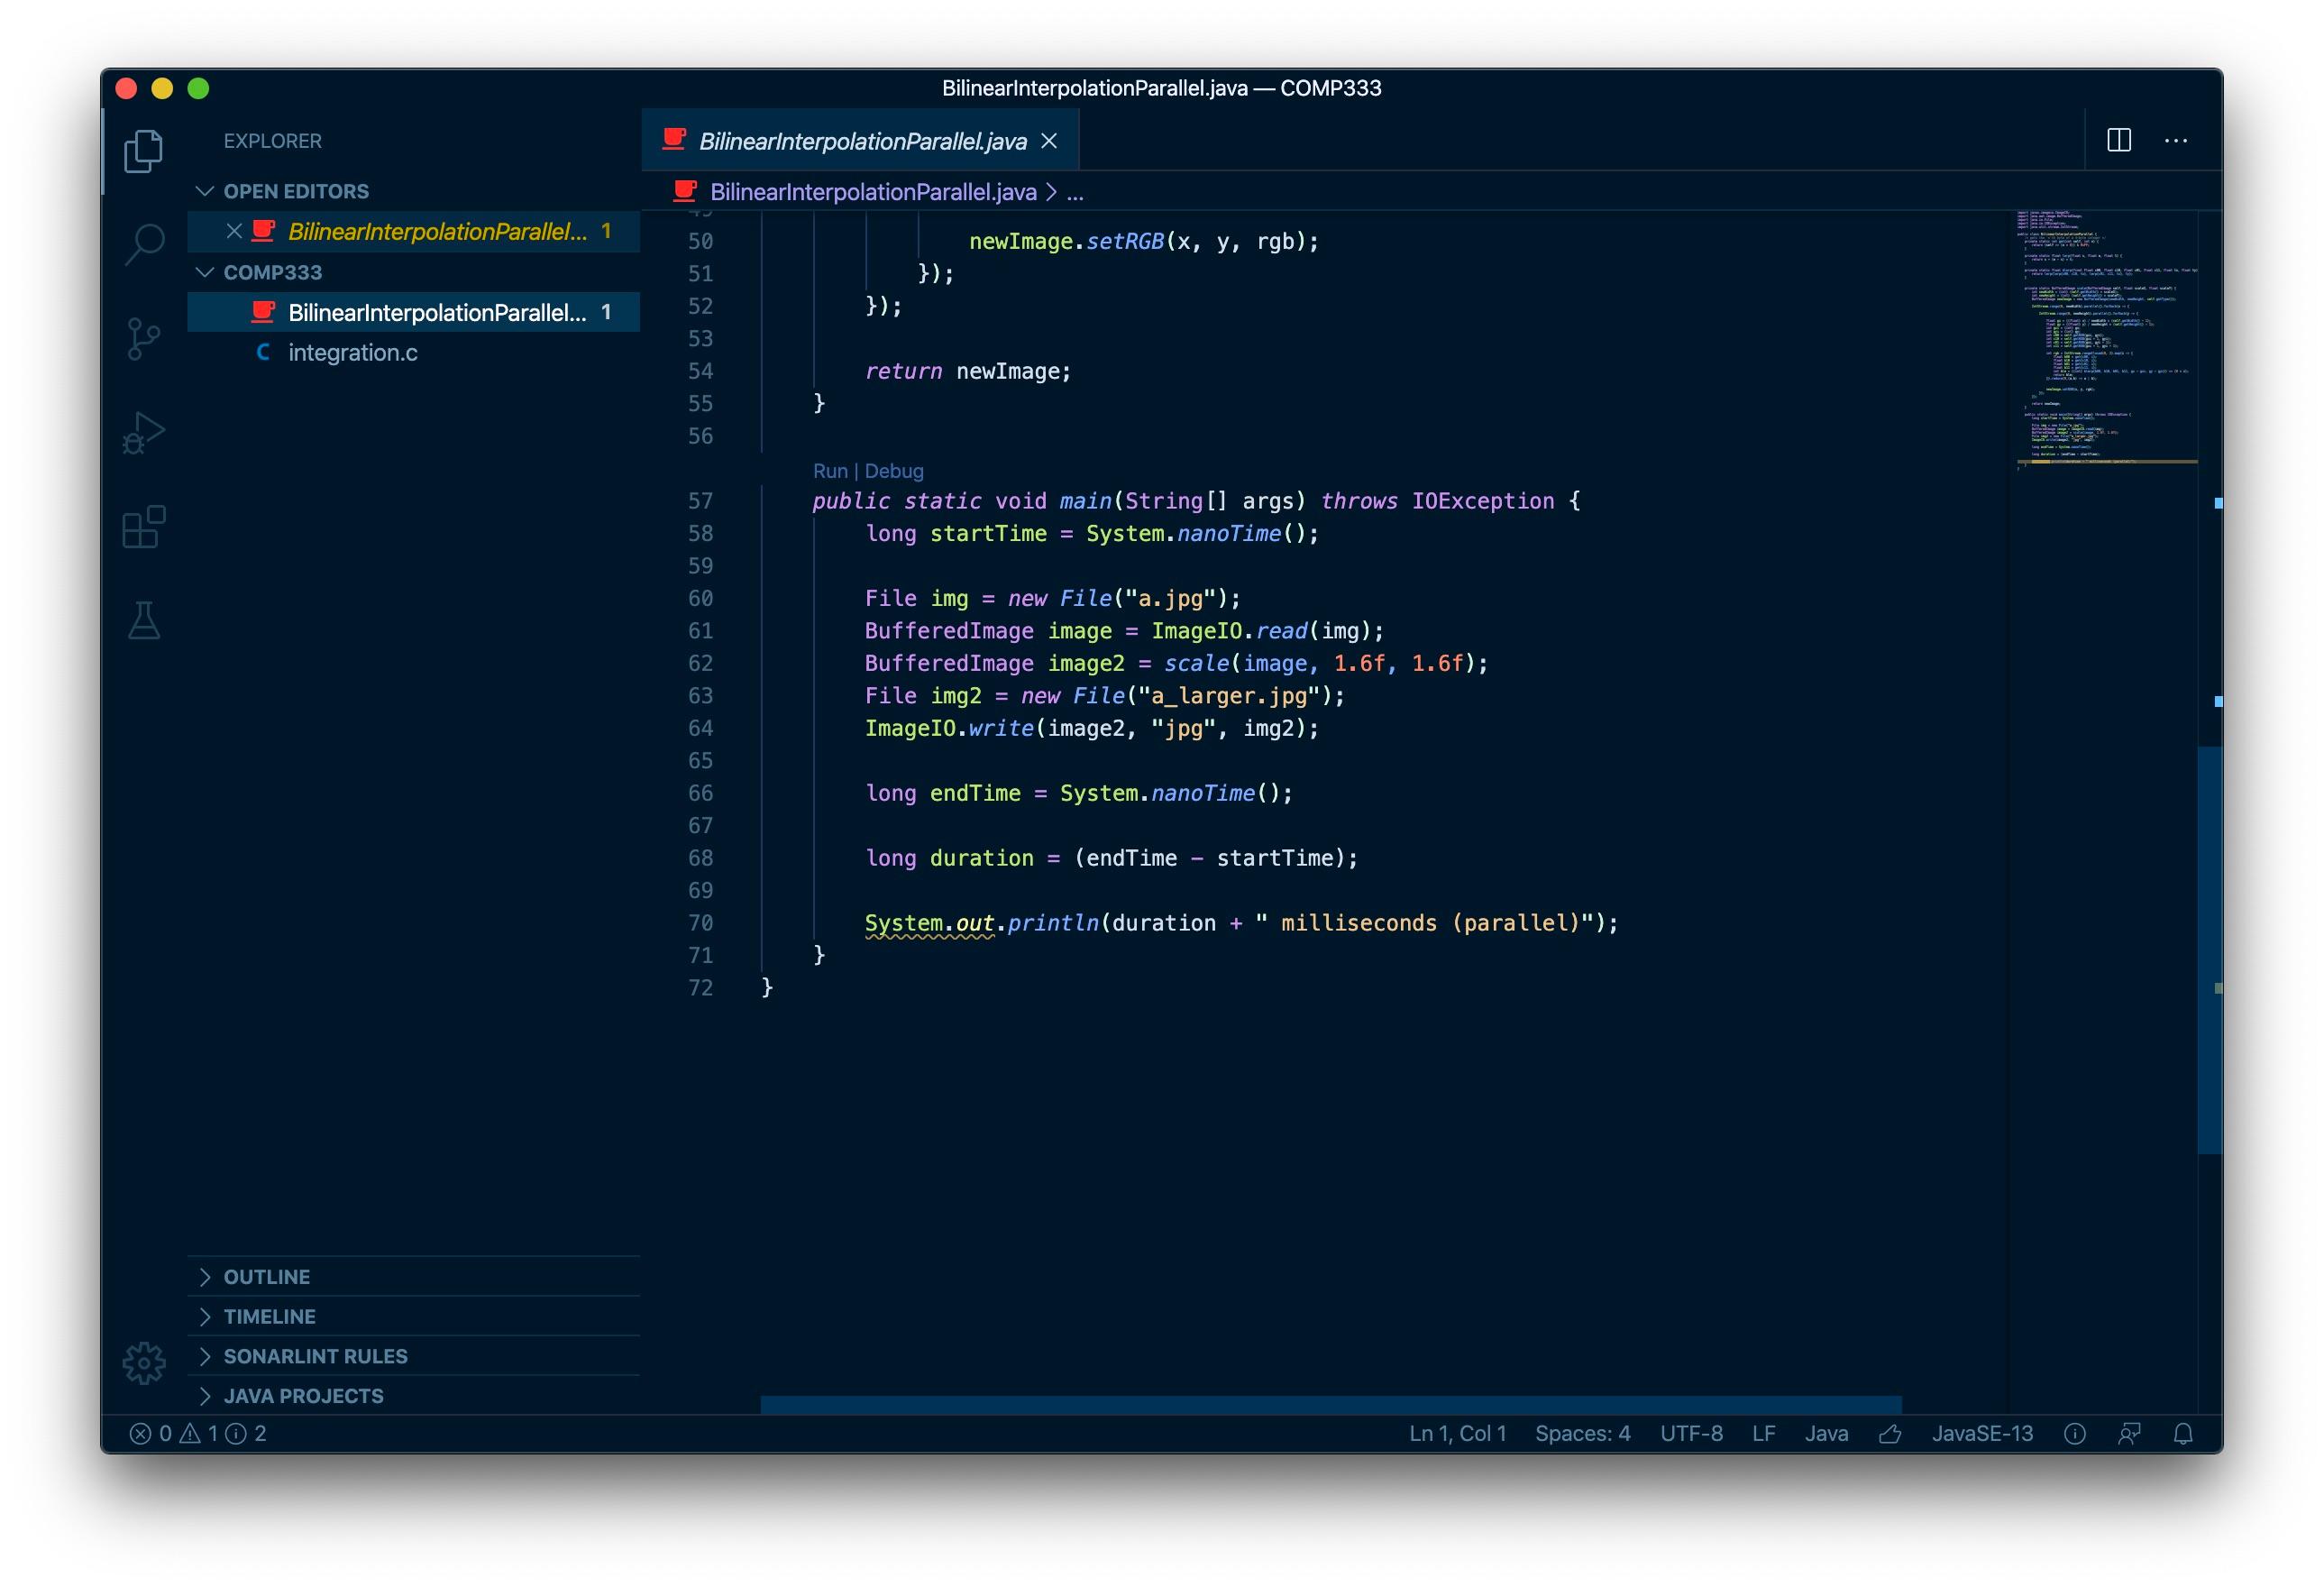 BilinearInterpolationParallel.java — COMP333
EXPLORER
OPEN EDITORS
BilinearInterpolationParallel... 1
COMP333
BilinearInterpolationParallel... 1
C integration.c
OUTLINE
TIMELINE
SONARLINT RULES
JAVA PROJECTS
BilinearInterpolationParallel.java
BilinearInterpolationParallel.java > ...
50 newImage.setRGB(x, y, rgb);
51 });
52 });
53
54 return newImage;
55 }
56
Run | Debug
57 public static void main(String[] args) throws IOException {
58 long startTime = System.nanoTime();
59
60 File img = new File("a.jpg");
61 BufferedImage image = ImageIO.read(img);
62 BufferedImage image2 = scale(image, 1.6f, 1.6f);
63 File img2 = new File("a_larger.jpg");
64 ImageIO.write(image2, "jpg", img2);
65
66 long endTime = System.nanoTime();
67
68 long duration = (endTime - startTime);
69
70 System.out.println(duration + " milliseconds (parallel)");
71 }
72 }
0 1 2
Ln 1, Col 1 Spaces: 4 UTF-8 LF Java JavaSE-13